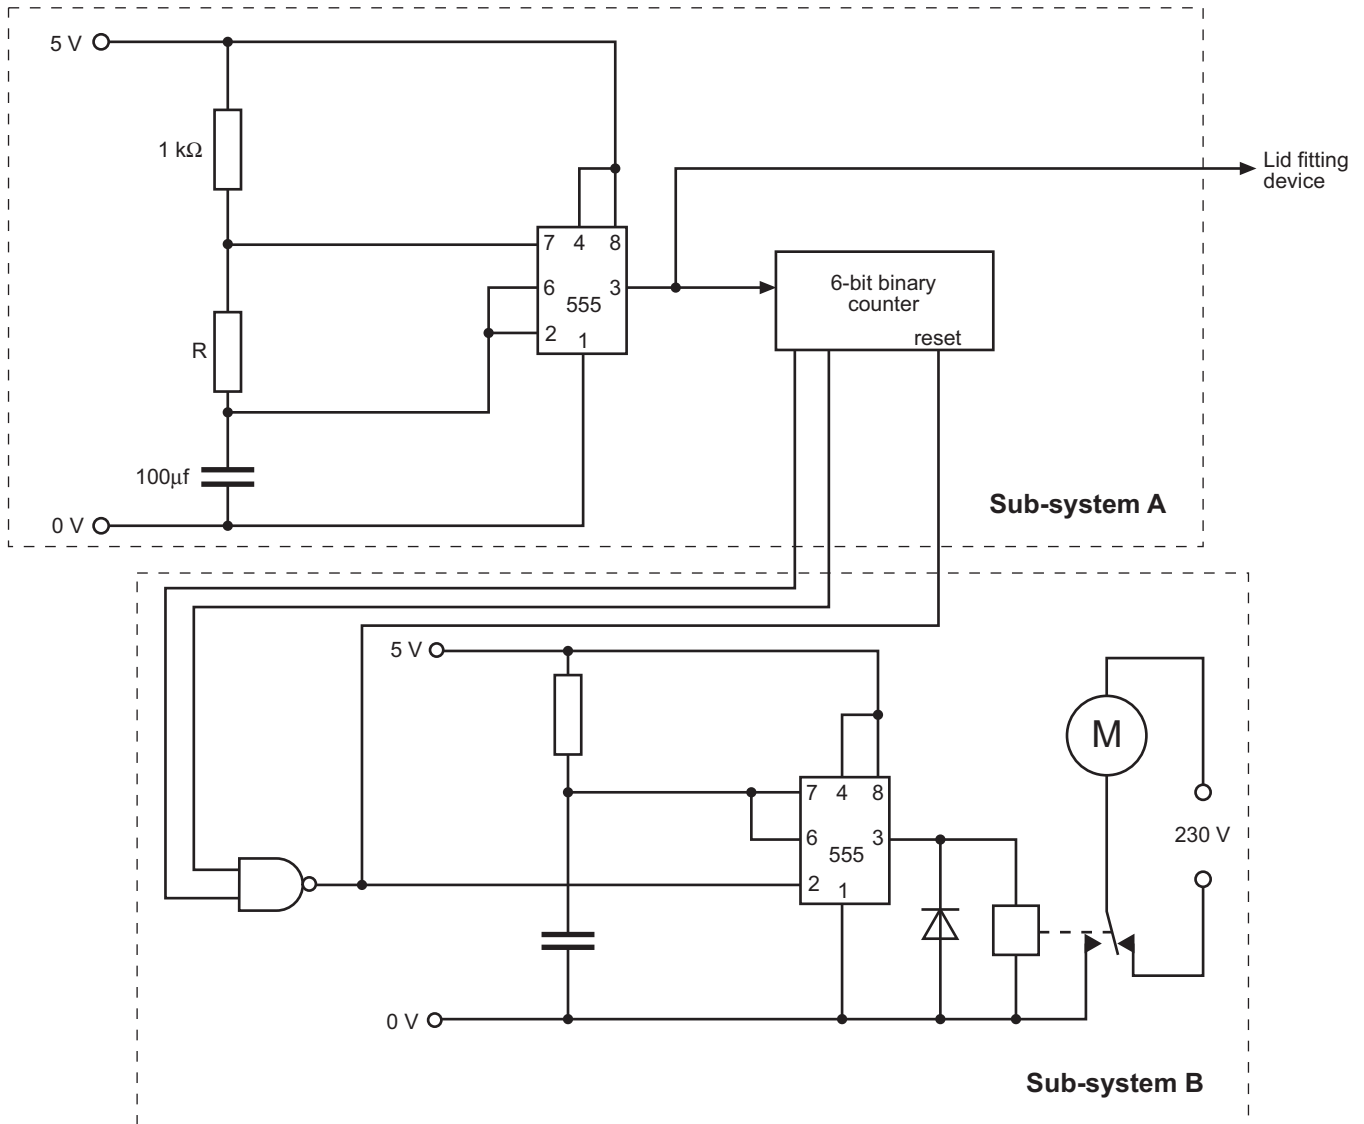 5 V
1 kΩ
Lid fitting
device
7 4 8
6 3
555
2 1
6-bit binary
counter
reset
R
100μf
0 V
Sub-system A
5 V
M
7 4 8
230 V
6 3
555
2 1
0 V
Sub-system B